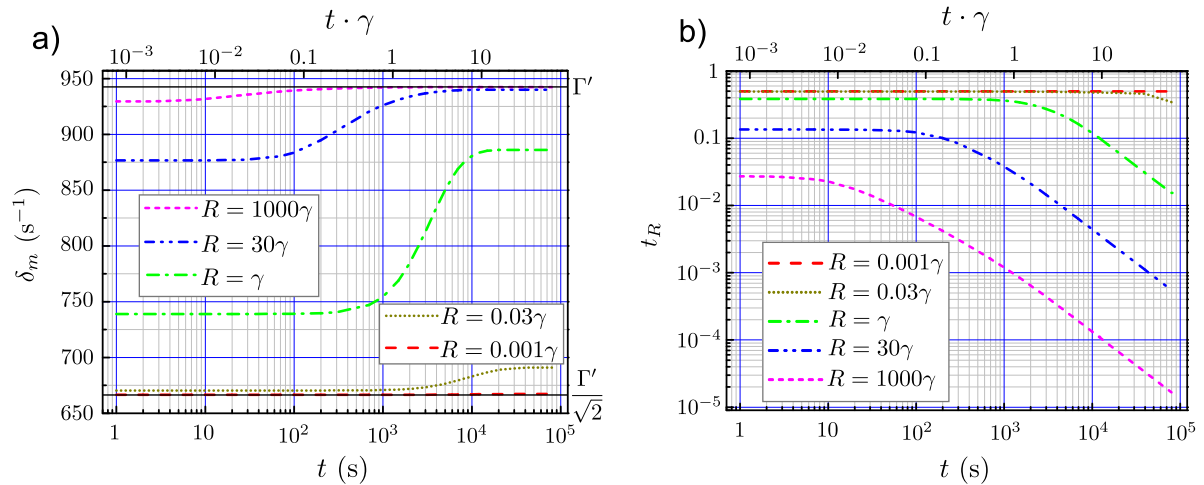 a)
t · γ
10⁻³ 10⁻² 0.1 1 10
950
900
850
800
750
700
650
δₘ (s⁻¹)
Γ′
Γ′/√2
R = 1000γ
R = 30γ
R = γ
R = 0.03γ
R = 0.001γ
1 10 10² 10³ 10⁴ 10⁵
t (s)
b)
t · γ
10⁻³ 10⁻² 0.1 1 10
1
0.1
10⁻²
10⁻³
10⁻⁴
10⁻⁵
t_R
R = 0.001γ
R = 0.03γ
R = γ
R = 30γ
R = 1000γ
1 10 10² 10³ 10⁴ 10⁵
t (s)